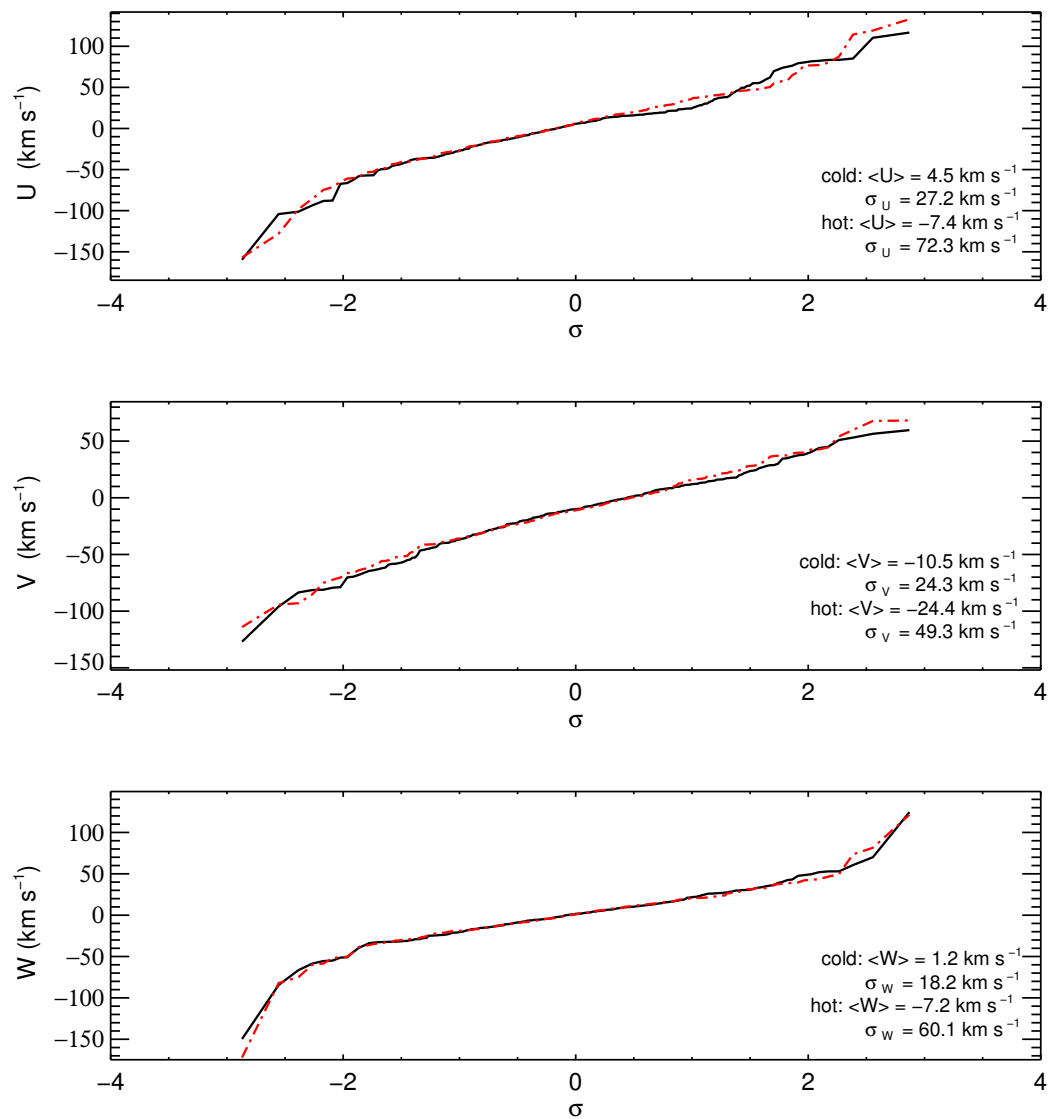 100
50
0
−50
−100
−150
U (km s⁻¹)
cold: <U> = 4.5 km s⁻¹
σ U = 27.2 km s⁻¹
hot: <U> = −7.4 km s⁻¹
σ U = 72.3 km s⁻¹
−4 −2 0 2 4
σ
50
0
−50
−100
−150
V (km s⁻¹)
cold: <V> = −10.5 km s⁻¹
σ V = 24.3 km s⁻¹
hot: <V> = −24.4 km s⁻¹
σ V = 49.3 km s⁻¹
−4 −2 0 2 4
σ
100
50
0
−50
−100
−150
W (km s⁻¹)
cold: <W> = 1.2 km s⁻¹
σ W = 18.2 km s⁻¹
hot: <W> = −7.2 km s⁻¹
σ W = 60.1 km s⁻¹
−4 −2 0 2 4
σ